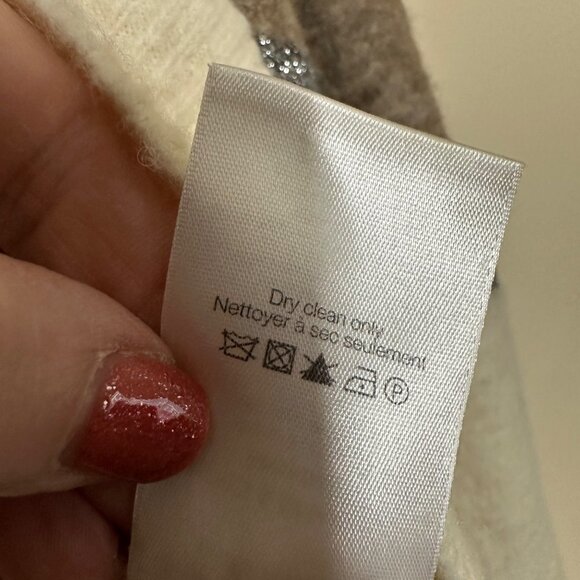 Dry clean only
Nettoyer à sec seulement
P